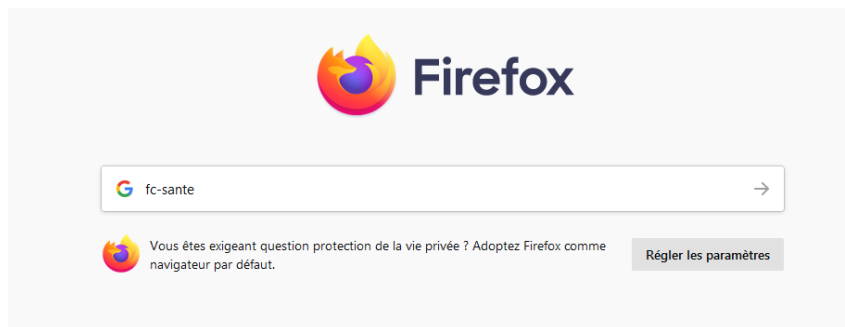 Firefox
fc-sante
Vous êtes exigeant question protection de la vie privée ? Adoptez Firefox comme
navigateur par défaut.
Régler les paramètres